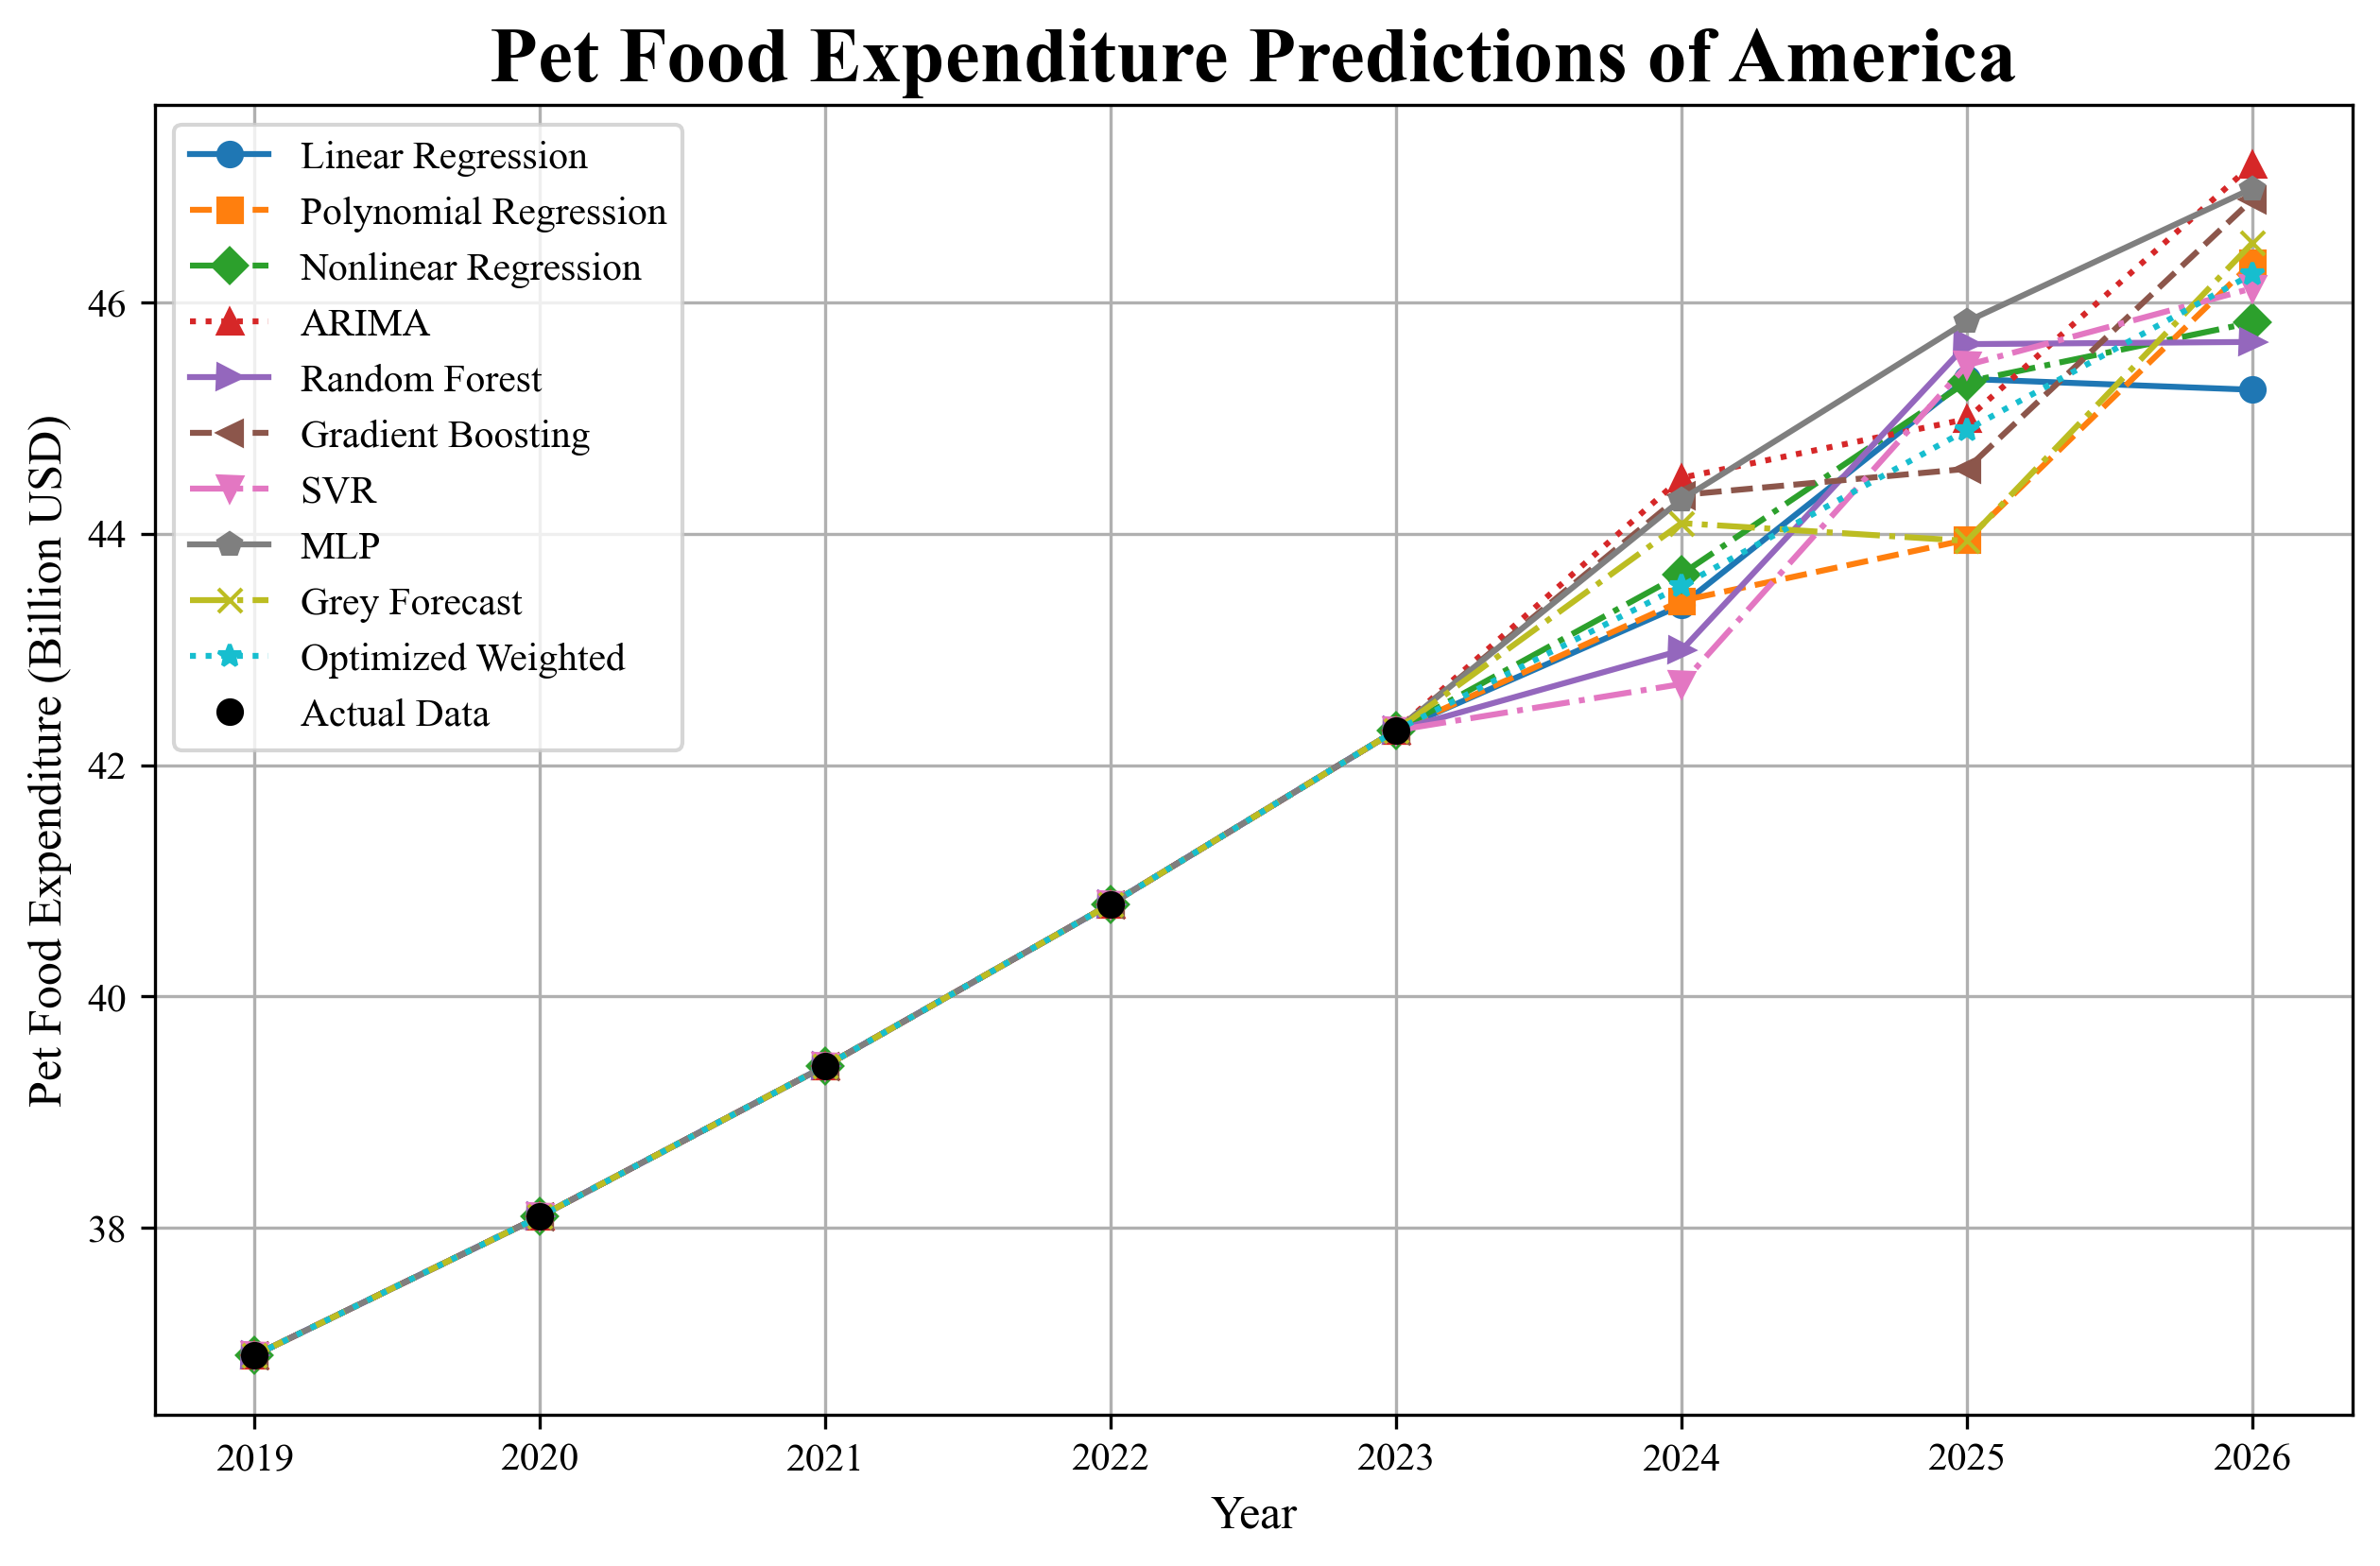 Pet Food Expenditure Predictions of America
Linear Regression
Polynomial Regression
Nonlinear Regression
ARIMA
Random Forest
Gradient Boosting
SVR
MLP
Grey Forecast
Optimized Weighted
Actual Data
Pet Food Expenditure (Billion USD)
46
44
42
40
38
2019 2020 2021 2022 2023 2024 2025 2026
Year